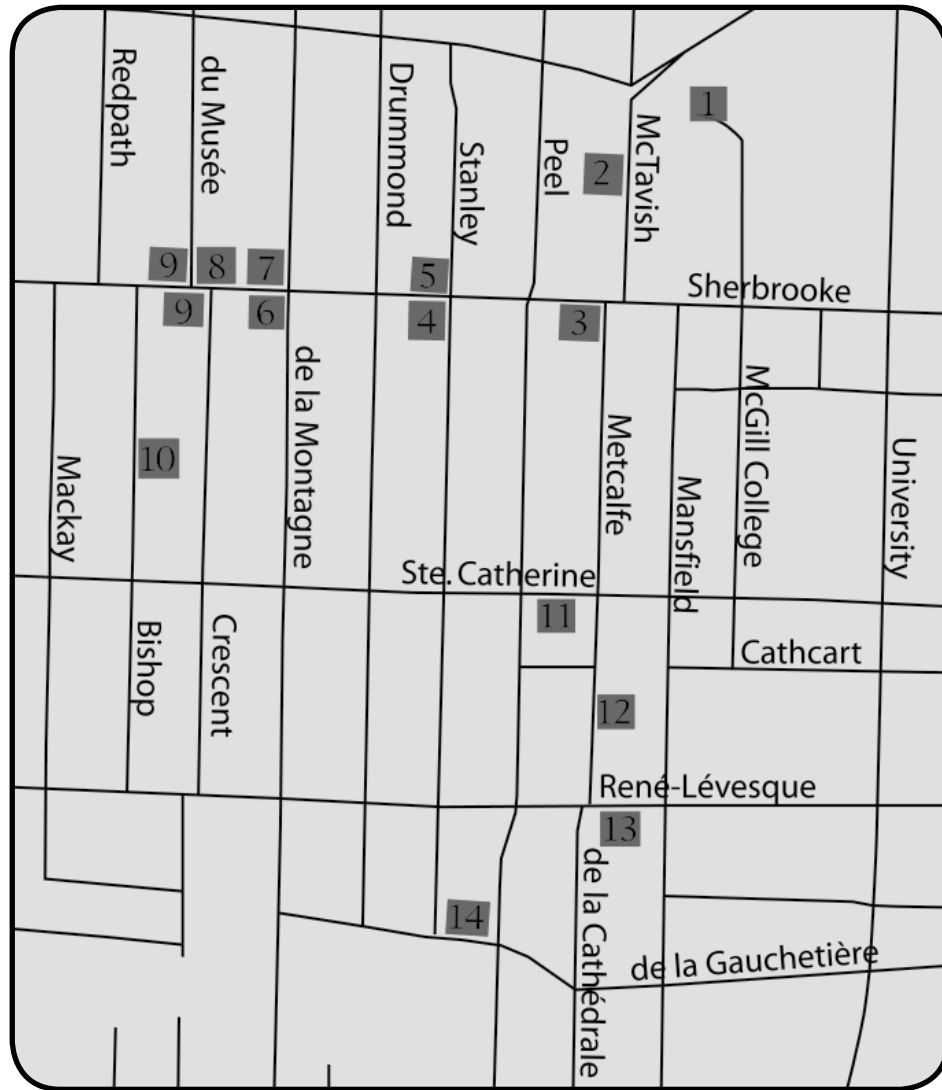 Redpath
du Musée
Drummond
Stanley
Peel
McTavish
1
2
9
8
7
5
Sherbrooke
9
6
4
3
de la Montagne
McGill College
Metcalfe
University
10
Mackay
Mansfield
Ste. Catherine
11
Bishop
Crescent
Cathcart
12
René-Lévesque
13
de la Cathédrale
14
de la Gauchetière